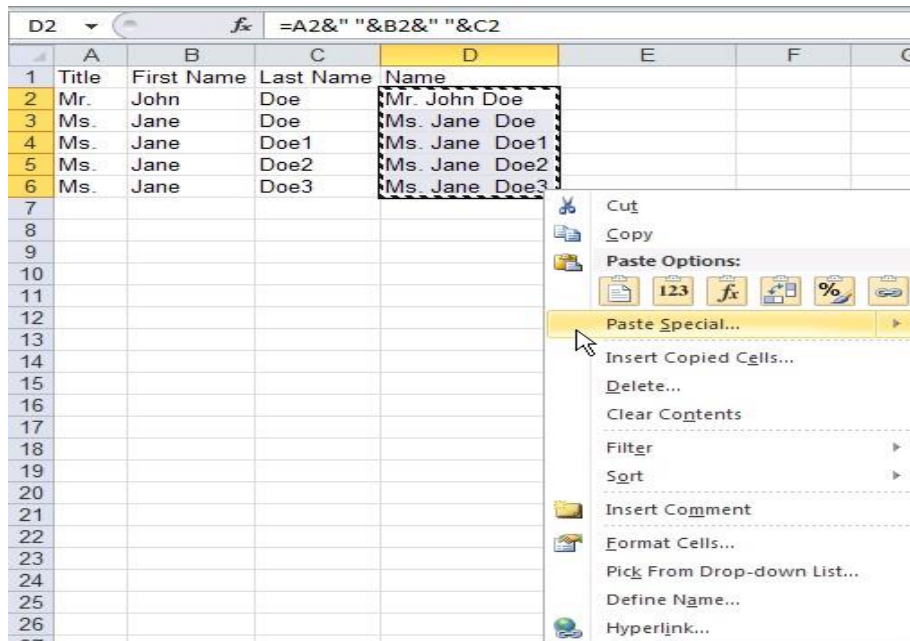 D2 fx =A2&" "&B2&" "&C2
A B C D E F G
1 Title First Name Last Name Name
2 Mr. John Doe Mr. John Doe
3 Ms. Jane Doe Ms. Jane  Doe
4 Ms. Jane Doe1 Ms. Jane  Doe1
5 Ms. Jane Doe2 Ms. Jane  Doe2
6 Ms. Jane Doe3 Ms. Jane  Doe3
7
8
9
10
11
12
13
14
15
16
17
18
19
20
21
22
23
24
25
26
Cut
Copy
Paste Options:
123 fx %
Paste Special...
Insert Copied Cells...
Delete...
Clear Contents
Filter
Sort
Insert Comment
Format Cells...
Pick From Drop-down List...
Define Name...
Hyperlink...